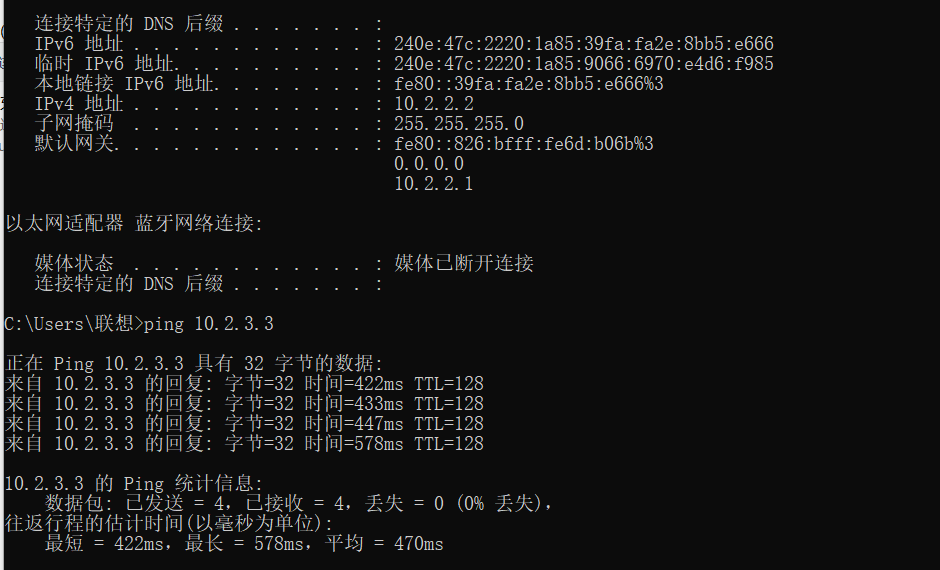 连接特定的 DNS 后缀 . . . . . . . :
IPv6 地址 . . . . . . . . . . . . : 240e:47c:2220:1a85:39fa:fa2e:8bb5:e666
临时 IPv6 地址. . . . . . . . . . : 240e:47c:2220:1a85:9066:6970:e4d6:f985
本地链接 IPv6 地址. . . . . . . . : fe80::39fa:fa2e:8bb5:e666%3
IPv4 地址 . . . . . . . . . . . . : 10.2.2.2
子网掩码 . . . . . . . . . . . . : 255.255.255.0
默认网关. . . . . . . . . . . . . : fe80::826:bfff:fe6d:b06b%3
0.0.0.0
10.2.2.1
以太网适配器 蓝牙网络连接:
媒体状态 . . . . . . . . . . . . : 媒体已断开连接
连接特定的 DNS 后缀 . . . . . . . :
C:\Users\联想>ping 10.2.3.3
正在 Ping 10.2.3.3 具有 32 字节的数据:
来自 10.2.3.3 的回复: 字节=32 时间=422ms TTL=128
来自 10.2.3.3 的回复: 字节=32 时间=433ms TTL=128
来自 10.2.3.3 的回复: 字节=32 时间=447ms TTL=128
来自 10.2.3.3 的回复: 字节=32 时间=578ms TTL=128
10.2.3.3 的 Ping 统计信息:
数据包: 已发送 = 4，已接收 = 4，丢失 = 0 (0% 丢失)，
往返行程的估计时间(以毫秒为单位):
最短 = 422ms，最长 = 578ms，平均 = 470ms